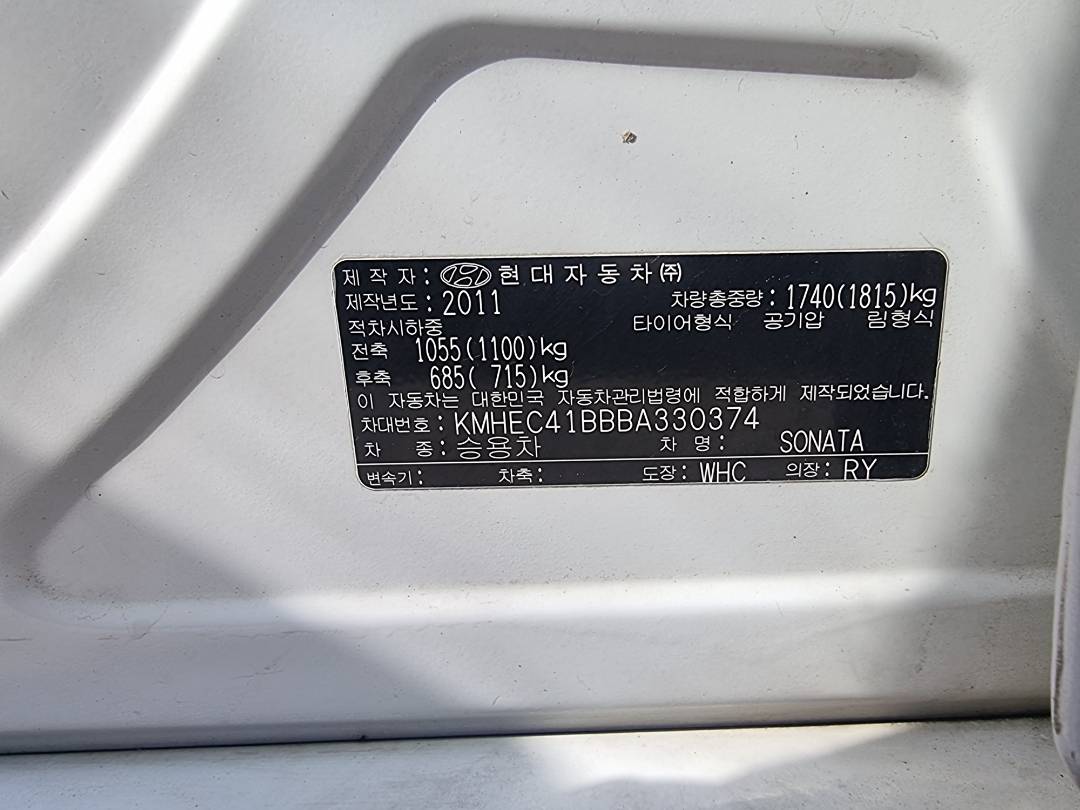 제 작 자 : 현대자동차㈜
제작년도 : 2011 차량총중량 : 1740(1815)kg
적차시하중 타이어형식 공기압 림형식
전축 1055(1100)kg
후축 685( 715)kg
이 자동차는 대한민국 자동차관리법령에 적합하게 제작되었습니다.
차대번호 : KMHEC41BBBA330374
차 종 : 승용차 차 명 : SONATA
변속기 : 차축 : 도장 : WHC 의장 : RY